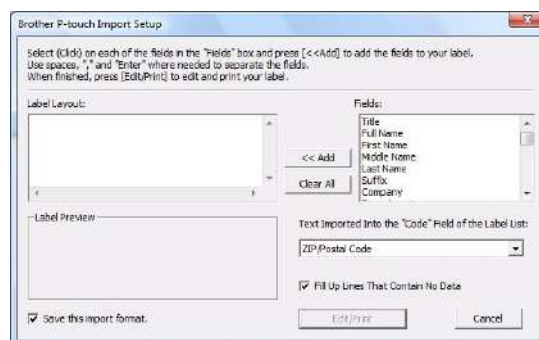 Brother P-touch Import Setup
Select (Click) on each of the fields in the "Fields" box and press [<<Add] to add the fields to your label.
Use spaces, "," and "Enter" where needed to separate the fields.
When finished, press [Edit/Print] to edit and print your label.
Label Layout:
Fields:
Title
Full Name
First Name
Middle Name
Last Name
Suffix
Company
<< Add
Clear All
Label Preview
Text Imported Into the "Code" Field of the Label List:
ZIP/Postal Code
Fill Up Lines That Contain No Data
Save this import format.
Edit/Print
Cancel